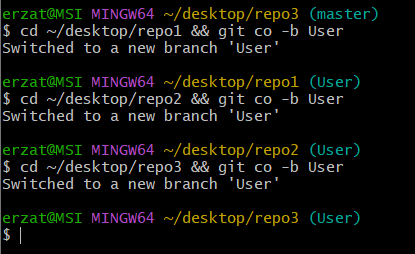 erzat@MSI MINGW64 ~/desktop/repo3 (master)
$ cd ~/desktop/repo1 && git co -b User
Switched to a new branch 'User'
erzat@MSI MINGW64 ~/desktop/repo1 (User)
$ cd ~/desktop/repo2 && git co -b User
Switched to a new branch 'User'
erzat@MSI MINGW64 ~/desktop/repo2 (User)
$ cd ~/desktop/repo3 && git co -b User
Switched to a new branch 'User'
erzat@MSI MINGW64 ~/desktop/repo3 (User)
$